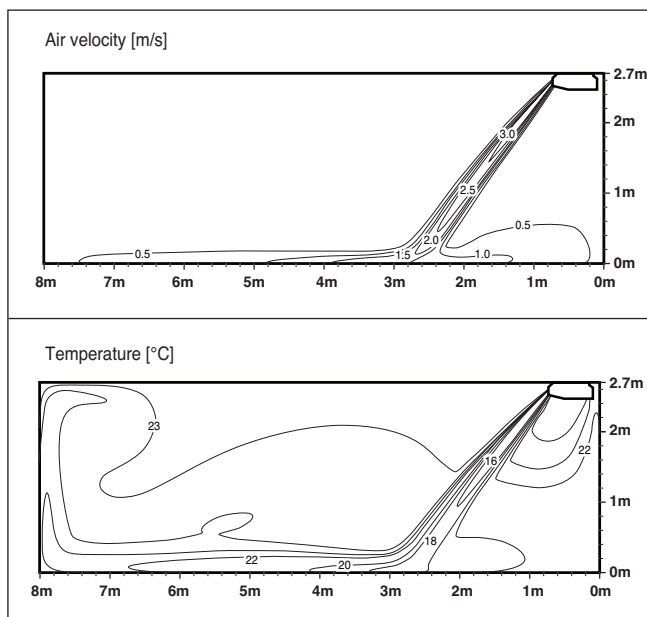 Air velocity [m/s]
2.7m
3.0
2m
2.5
1m
0.5
0.5
2.0
1.5
1.0
0m
8m 7m 6m 5m 4m 3m 2m 1m 0m
Temperature [°C]
2.7m
23
2m
16
22
1m
18
22
20
0m
8m 7m 6m 5m 4m 3m 2m 1m 0m